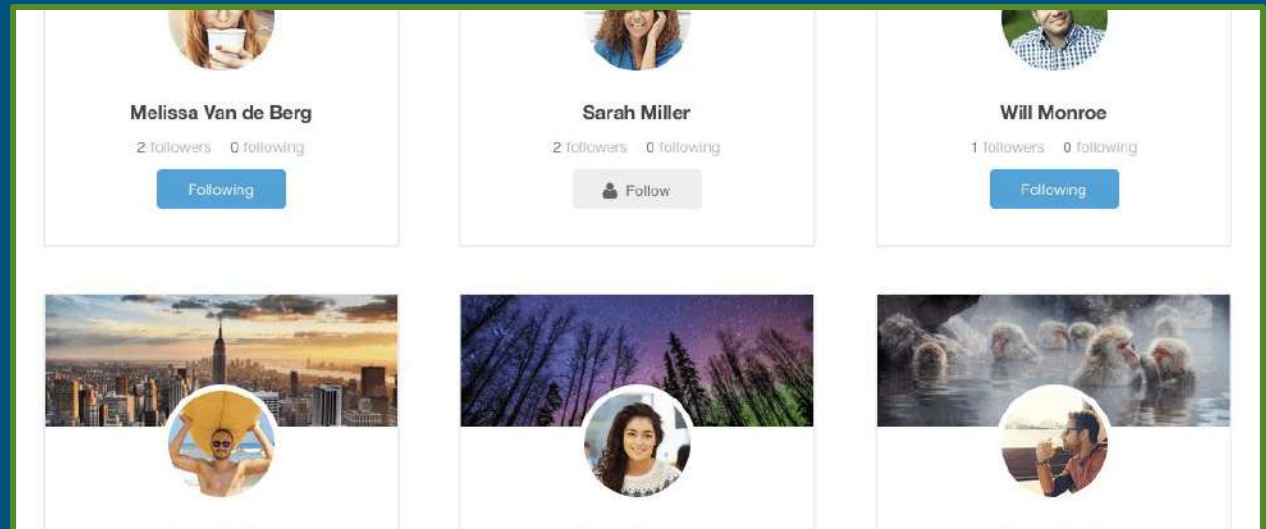 Melissa Van de Berg
2 followers 0 following
Following
Sarah Miller
2 followers 0 following
Follow
Will Monroe
1 followers 0 following
Following